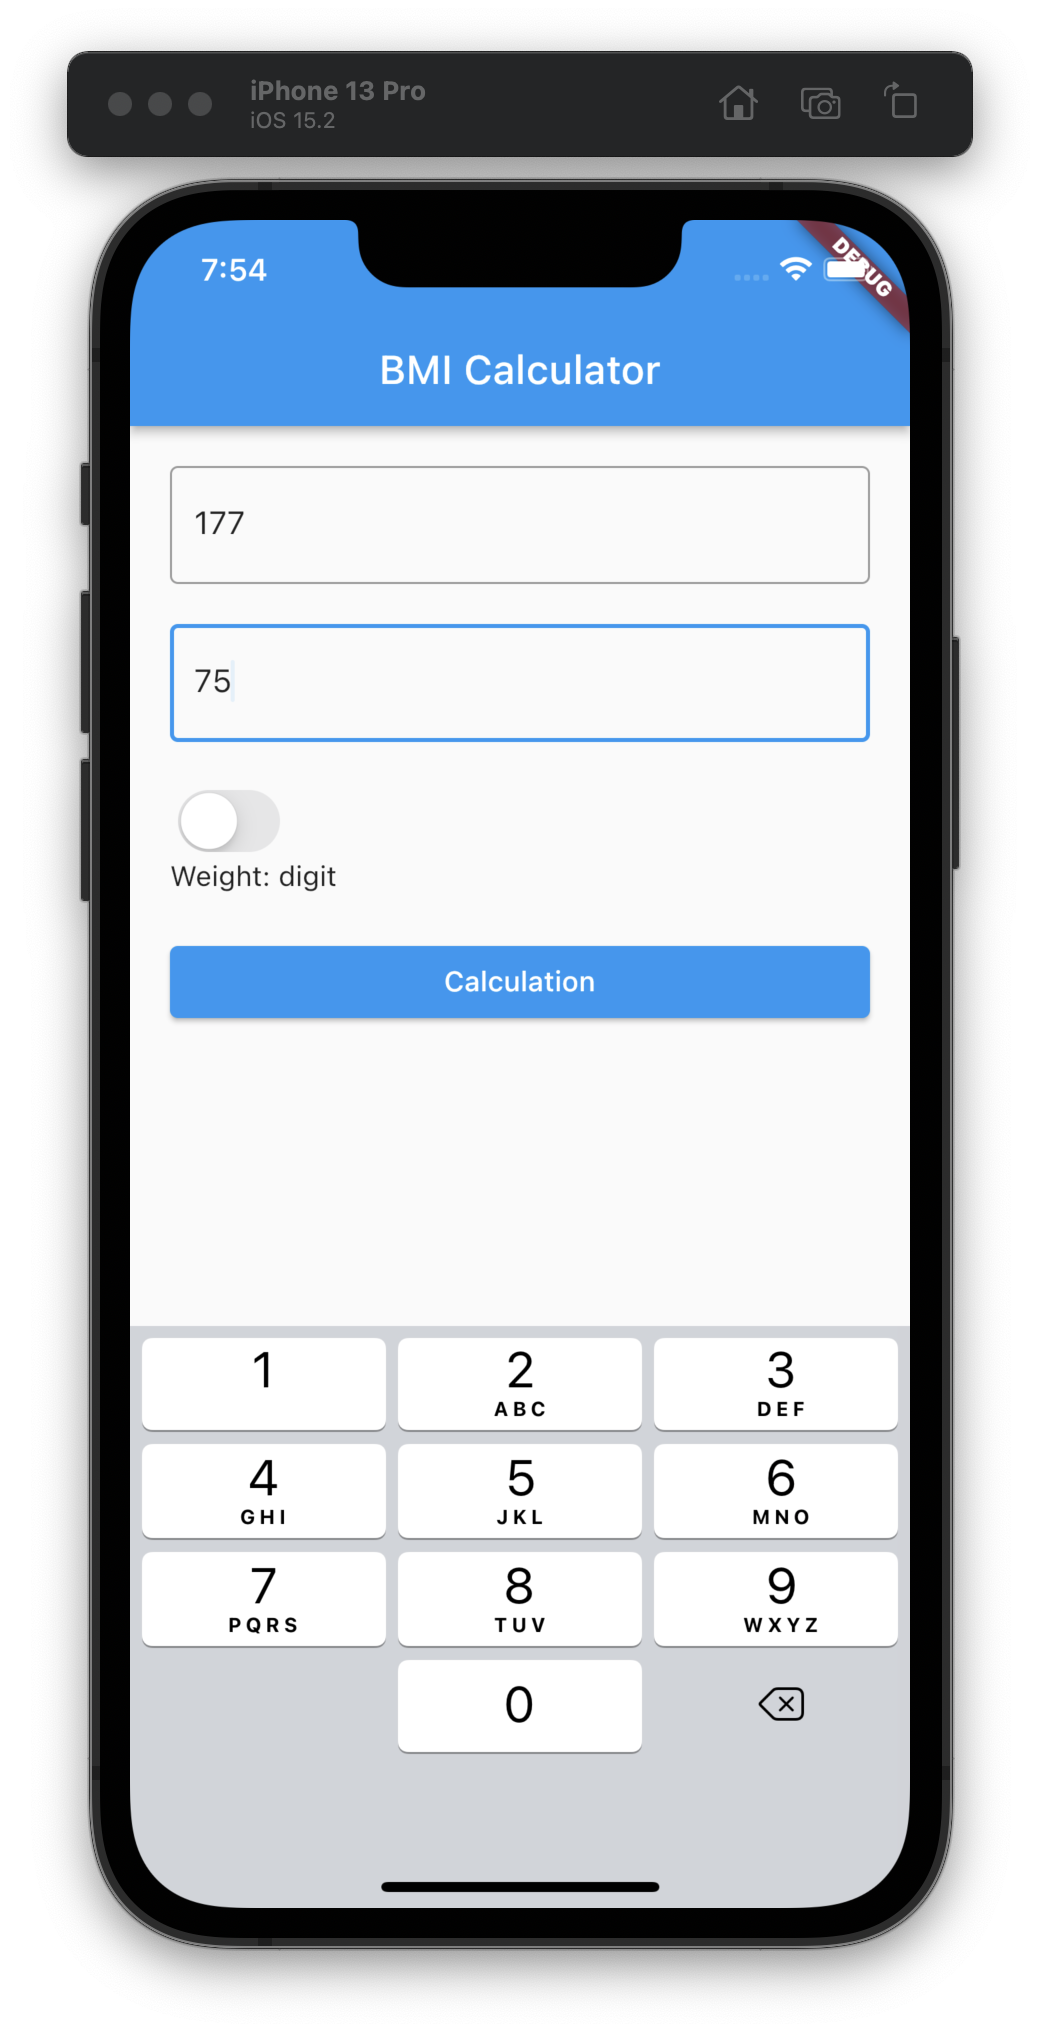 iPhone 13 Pro
iOS 15.2
7:54
DEBUG
BMI Calculator
177
75
Weight: digit
Calculation
1 2 3
ABC DEF
4 5 6
GHI JKL MNO
7 8 9
PQRS TUV WXYZ
0